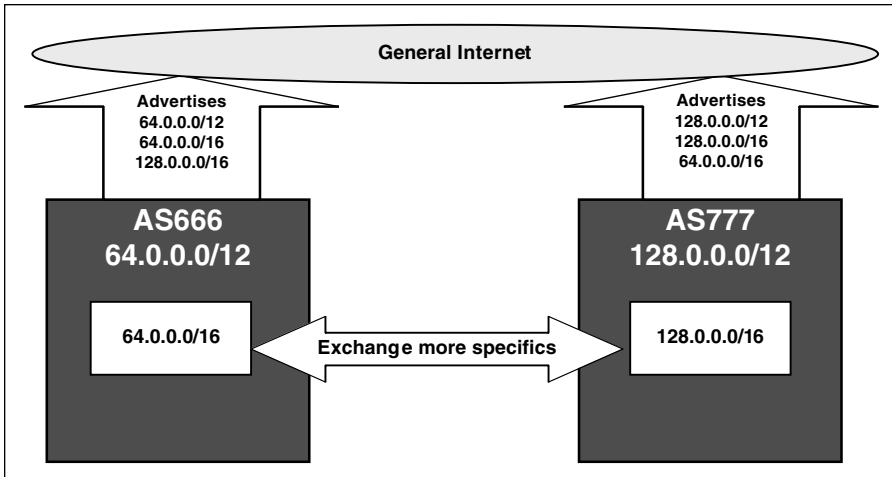 General Internet
Advertises
64.0.0.0/12
64.0.0.0/16
128.0.0.0/16
Advertises
128.0.0.0/12
128.0.0.0/16
64.0.0.0/16
AS666
64.0.0.0/12
AS777
128.0.0.0/12
64.0.0.0/16
Exchange more specifics
128.0.0.0/16